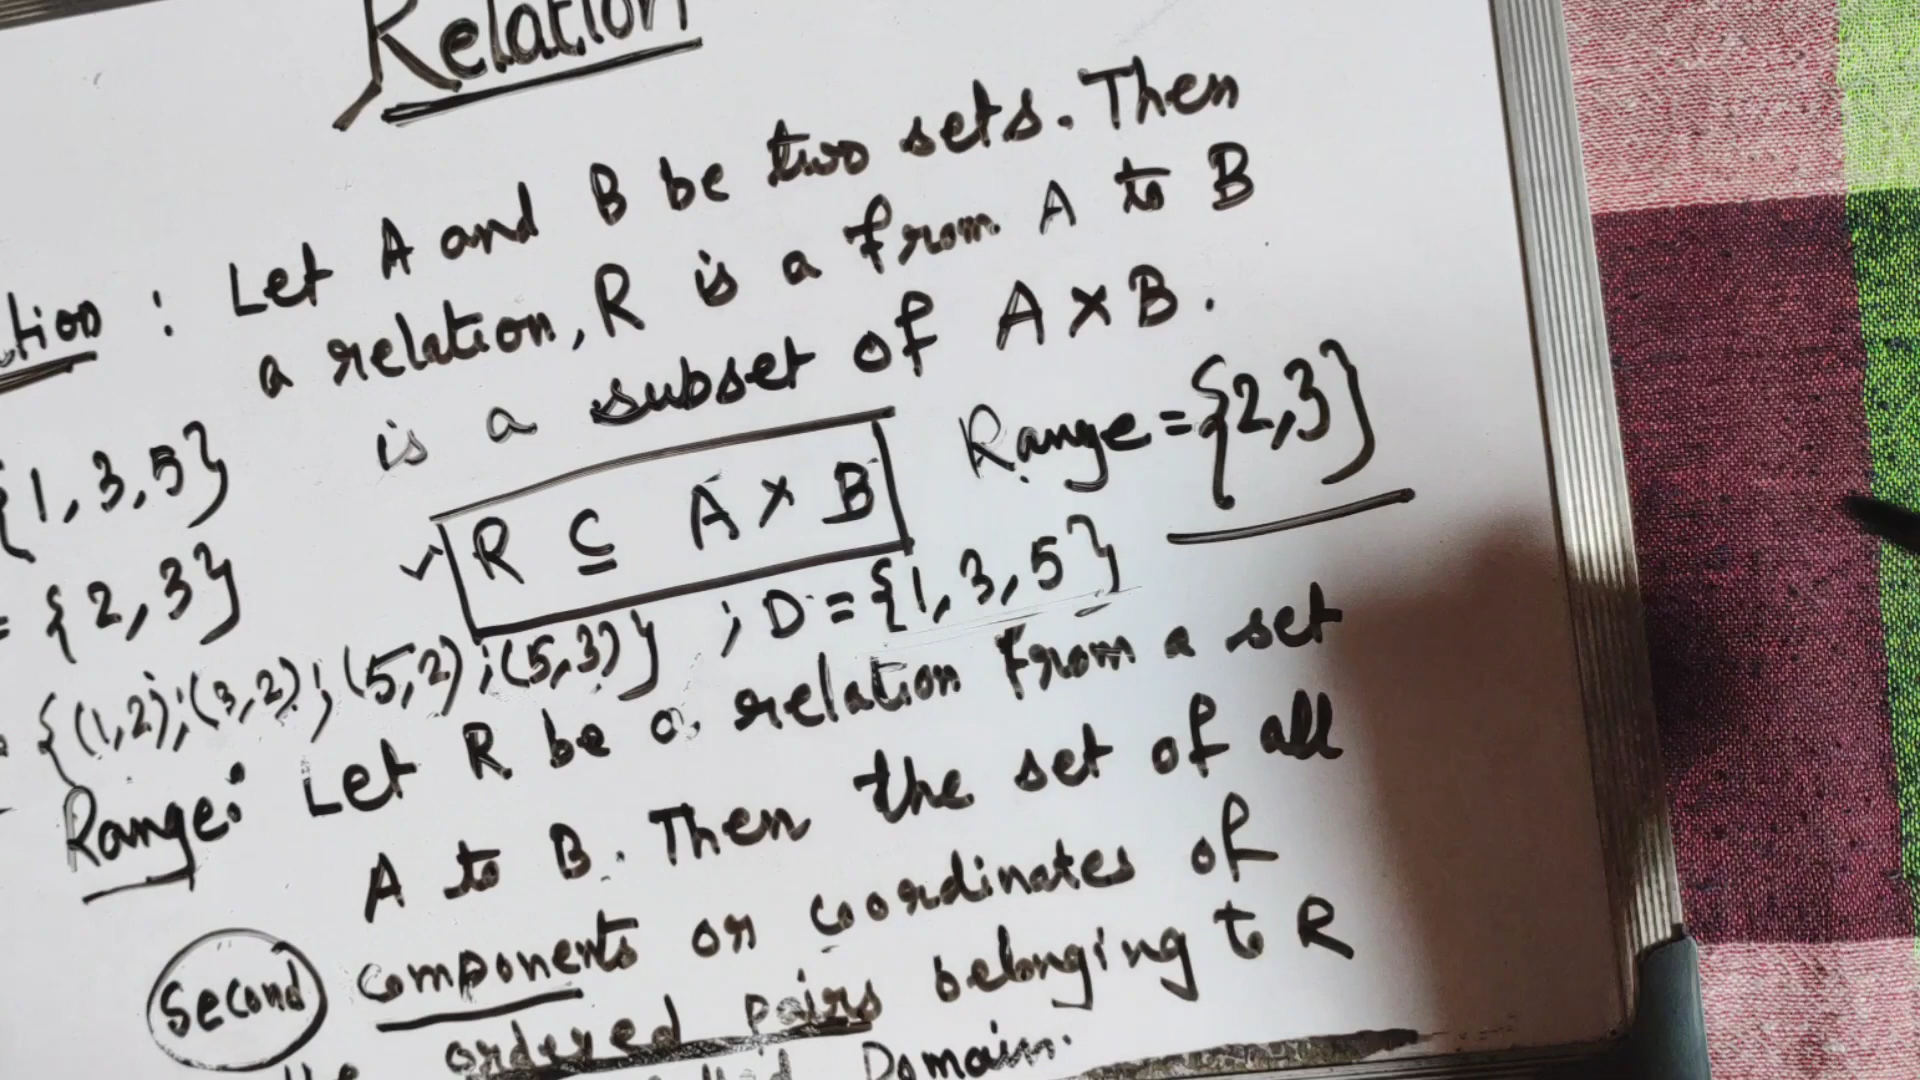 Relation
tion : Let A and B be two sets. Then
a relation, R is a from A to B
is a subset of A × B.
{1, 3, 5}
Range = {2, 3}
R ⊆ A × B
= {2, 3}
; D = {1, 3, 5}
= {(1,2); (3,2); (5,2); (5,3)}
Range: Let R be a relation from a set
A to B. Then the set of all
second components or coordinates of
ordered pairs belonging to R
Domain.